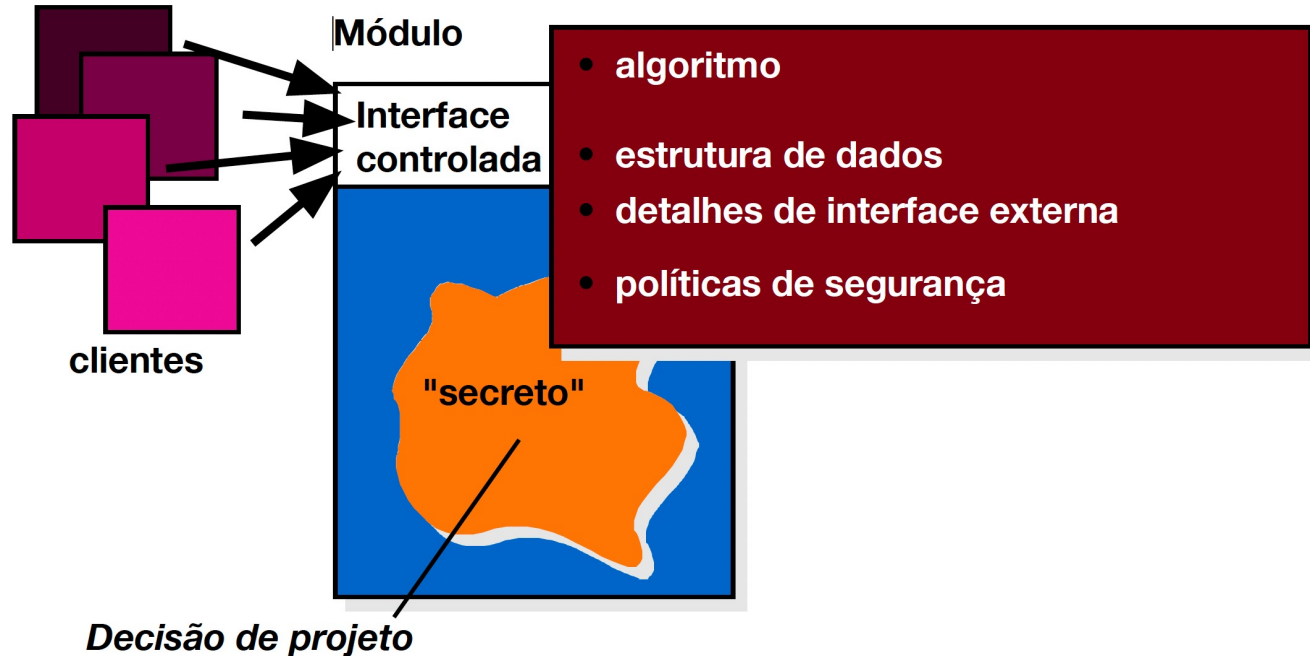 Módulo
Interface
controlada
• algoritmo
• estrutura de dados
• detalhes de interface externa
• políticas de segurança
clientes
"secreto"
Decisão de projeto